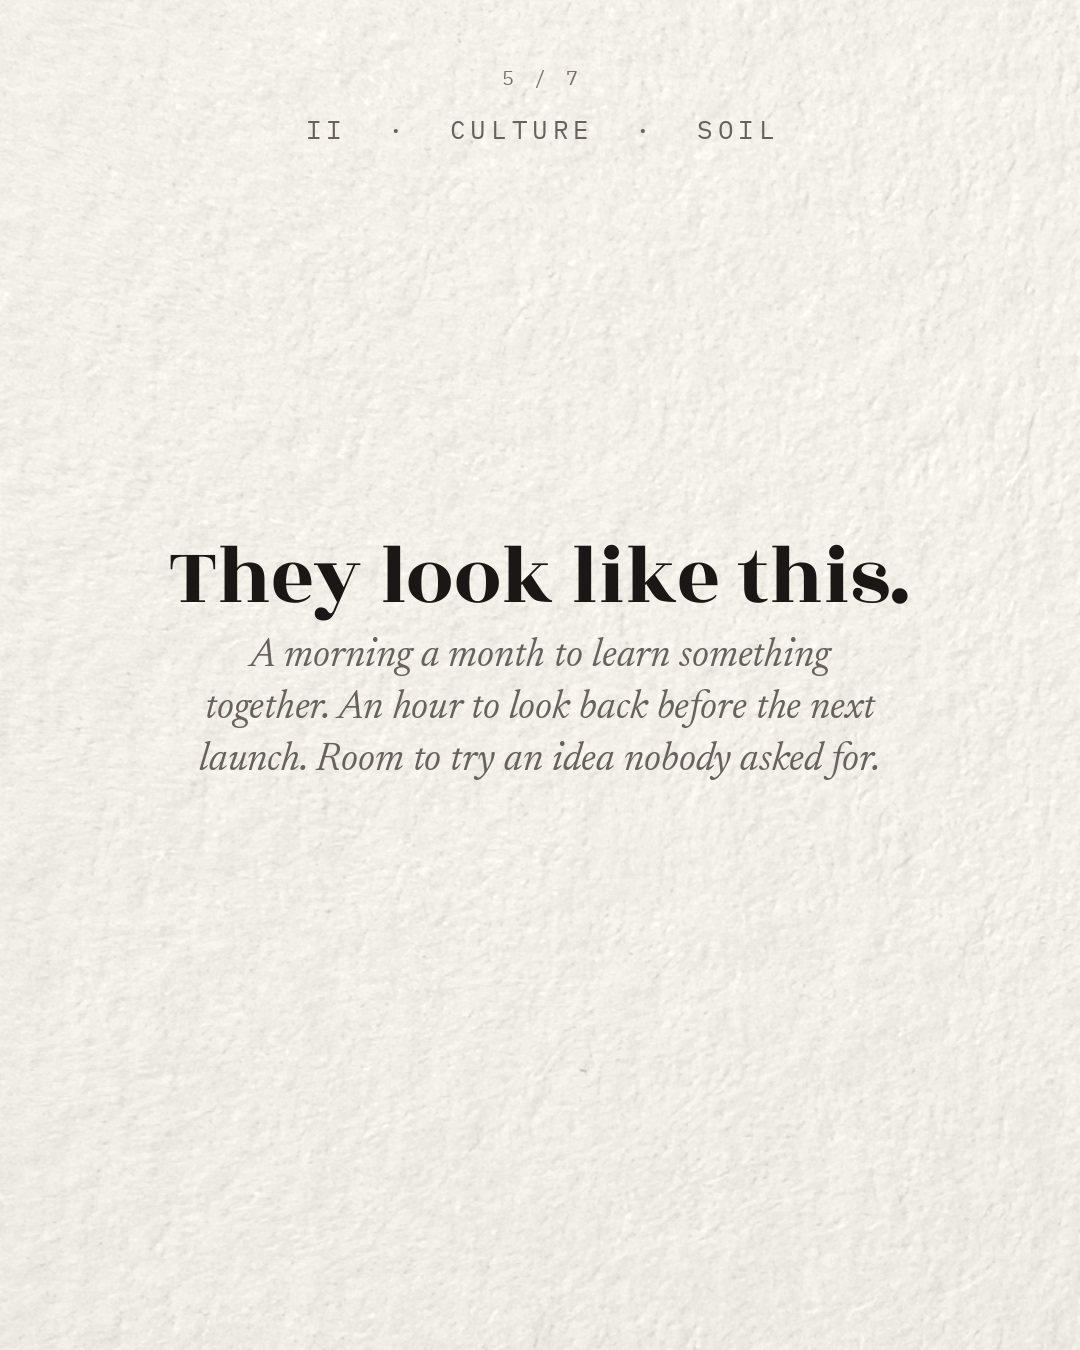 5 / 7
II · CULTURE · SOIL
They look like this.
A morning a month to learn something
together. An hour to look back before the next
launch. Room to try an idea nobody asked for.